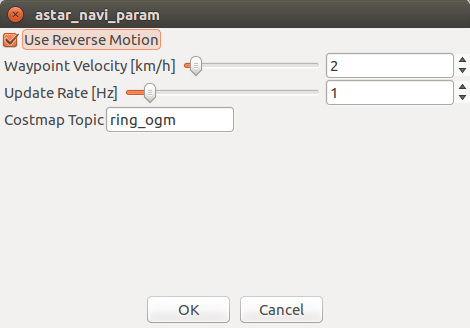 astar_navi_param
Use Reverse Motion
Waypoint Velocity [km/h] 2
Update Rate [Hz] 1
Costmap Topic ring_ogm
OK Cancel